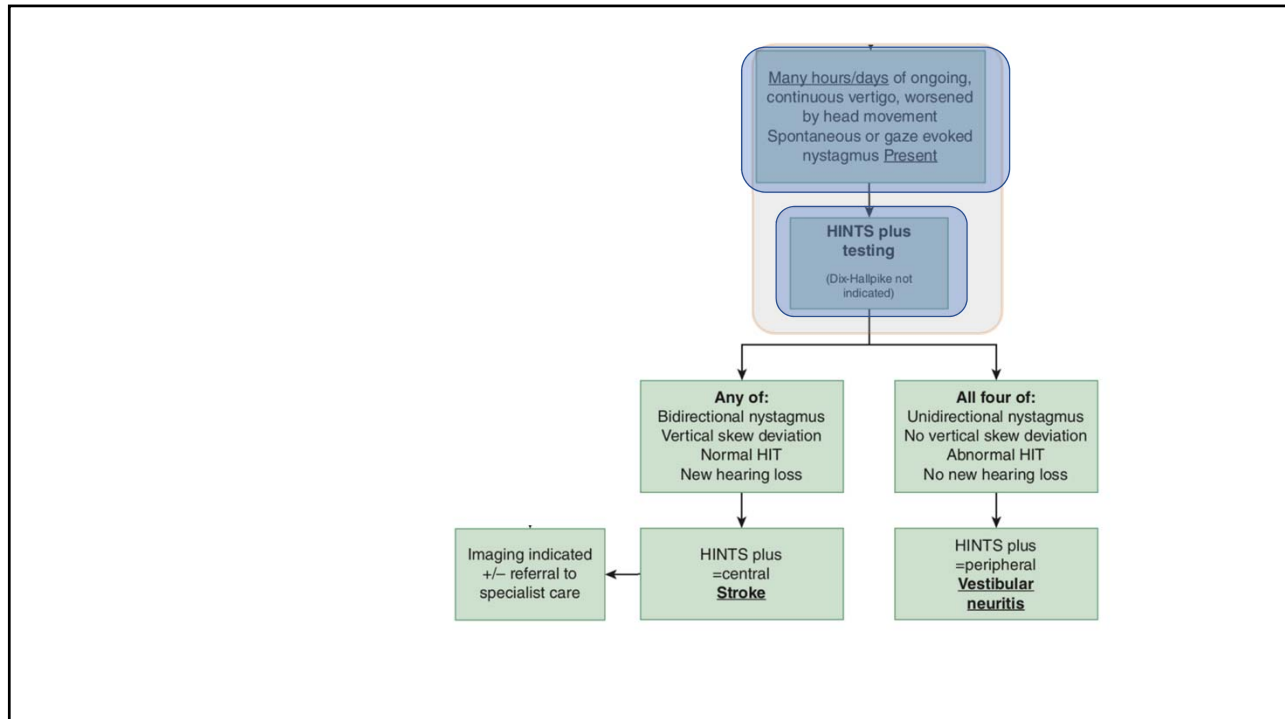 Many hours/days of ongoing,
continuous vertigo, worsened
by head movement
Spontaneous or gaze evoked
nystagmus Present
HINTS plus
testing
(Dix-Hallpike not
indicated)
Any of:
Bidirectional nystagmus
Vertical skew deviation
Normal HIT
New hearing loss
All four of:
Unidirectional nystagmus
No vertical skew deviation
Abnormal HIT
No new hearing loss
Imaging indicated
+/– referral to
specialist care
HINTS plus
=central
Stroke
HINTS plus
=peripheral
Vestibular
neuritis